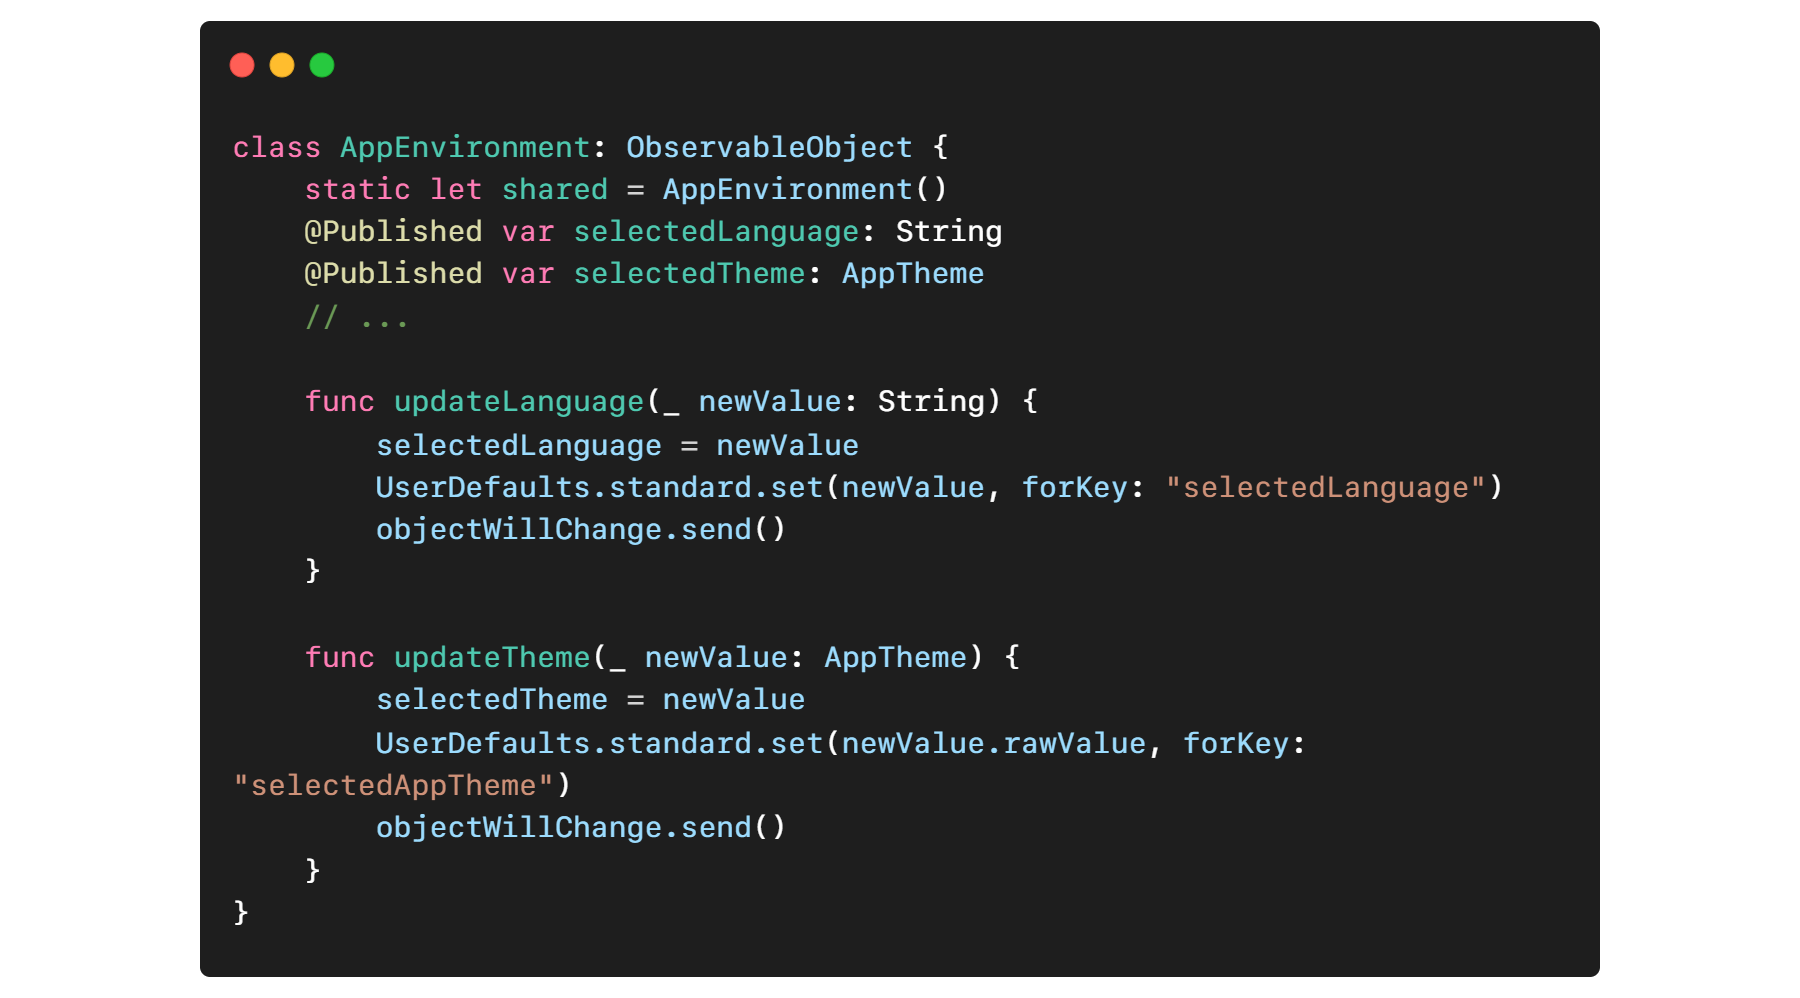 class AppEnvironment: ObservableObject {
    static let shared = AppEnvironment()
    @Published var selectedLanguage: String
    @Published var selectedTheme: AppTheme
    // ...

    func updateLanguage(_ newValue: String) {
        selectedLanguage = newValue
        UserDefaults.standard.set(newValue, forKey: "selectedLanguage")
        objectWillChange.send()
    }

    func updateTheme(_ newValue: AppTheme) {
        selectedTheme = newValue
        UserDefaults.standard.set(newValue.rawValue, forKey:
"selectedAppTheme")
        objectWillChange.send()
    }
}